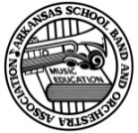 ARKANSAS SCHOOL BAND AND ORCHESTRA ASSOCIATION
MUSIC
EDUCATION